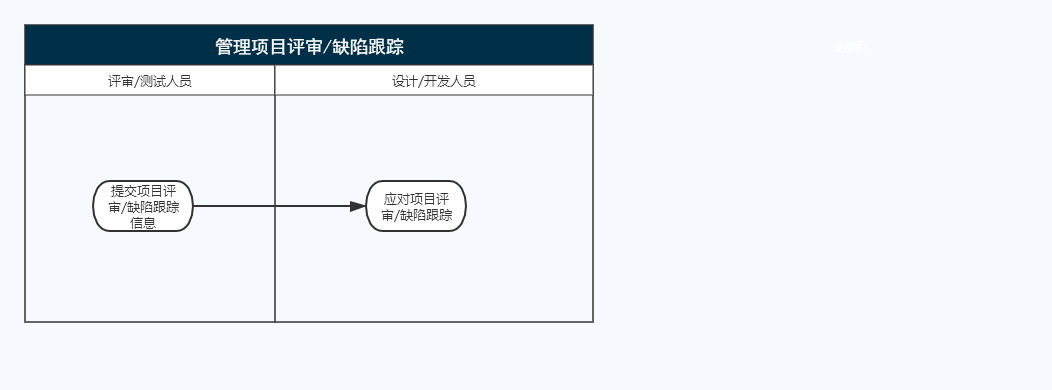 管理项目评审/缺陷跟踪
评审/测试人员
设计/开发人员
提交项目评
审/缺陷跟踪
信息
应对项目评
审/缺陷跟踪